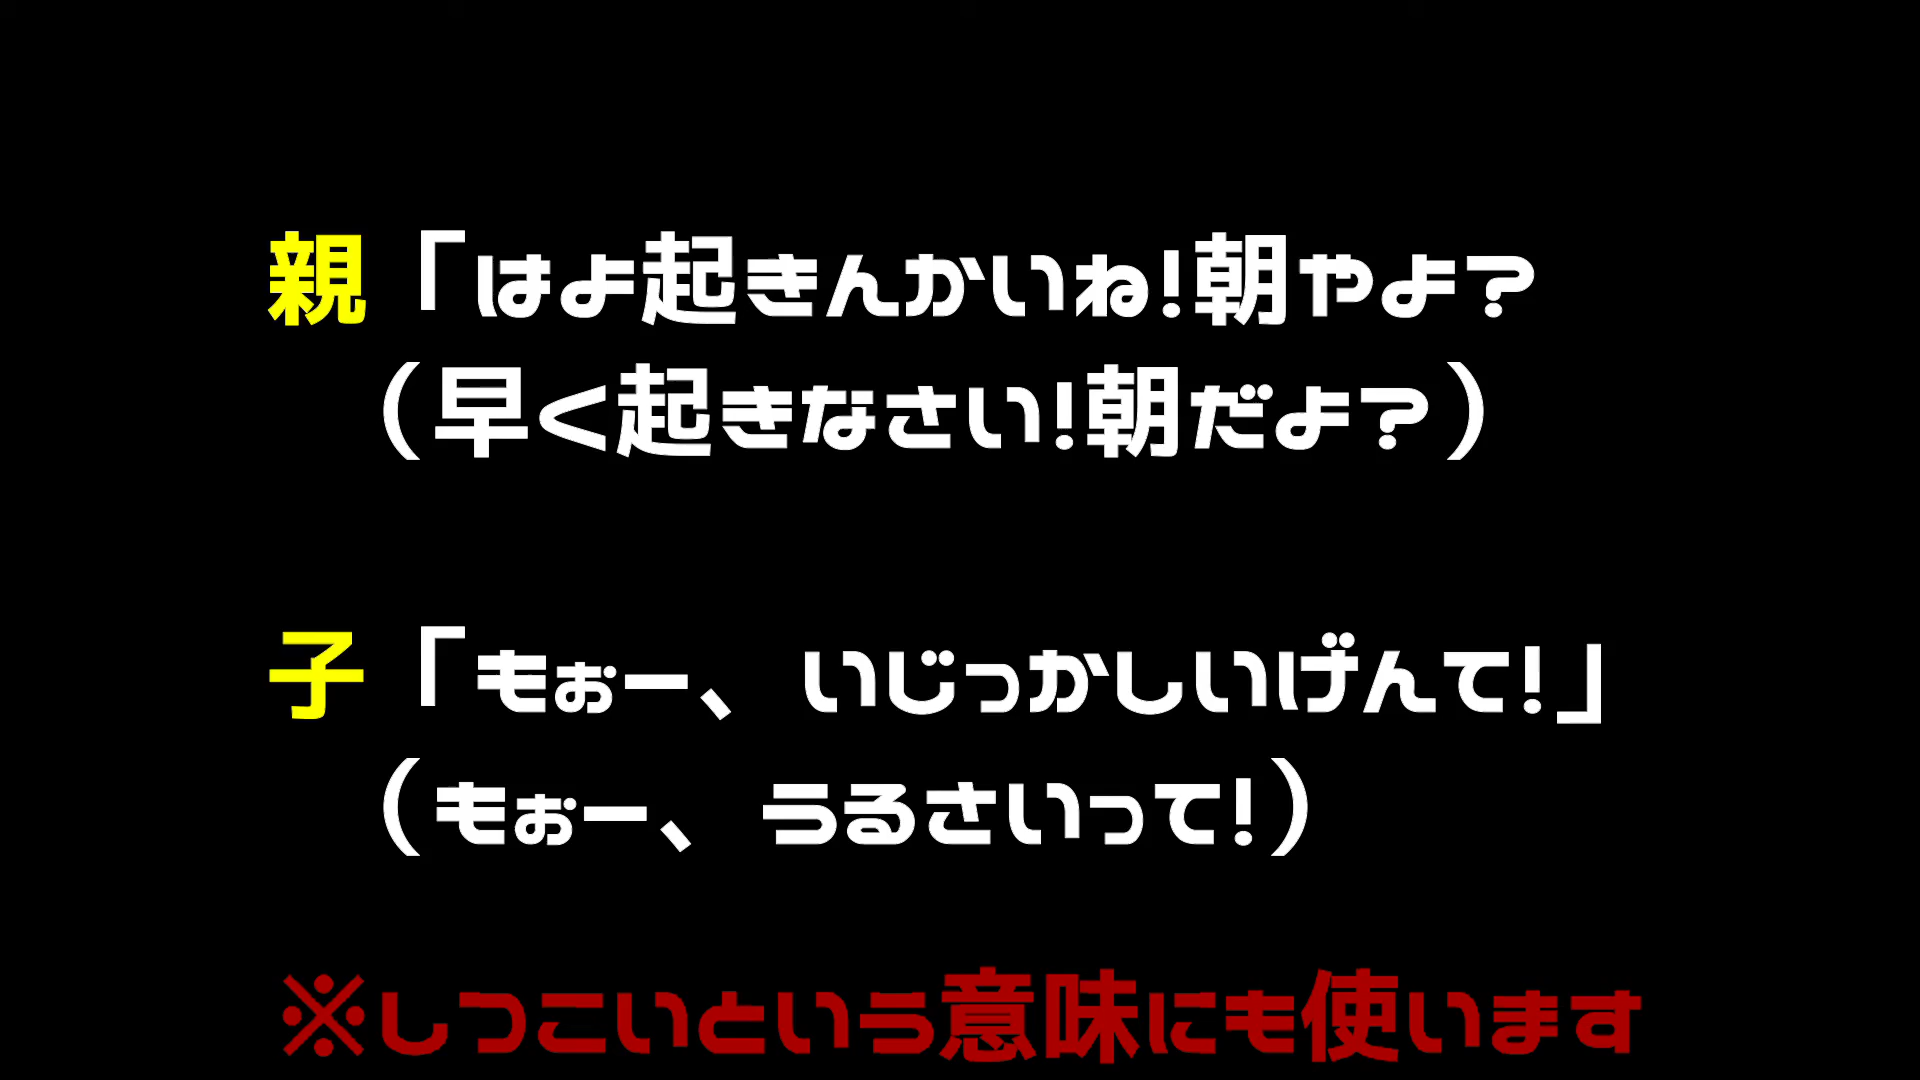 親「はよ起きんかいね!朝やよ?
(早く起きなさい!朝だよ?)
子「もぉー、いじっかしいげんて!」
(もぉー、うるさいって!)
※しつこいという意味にも使います